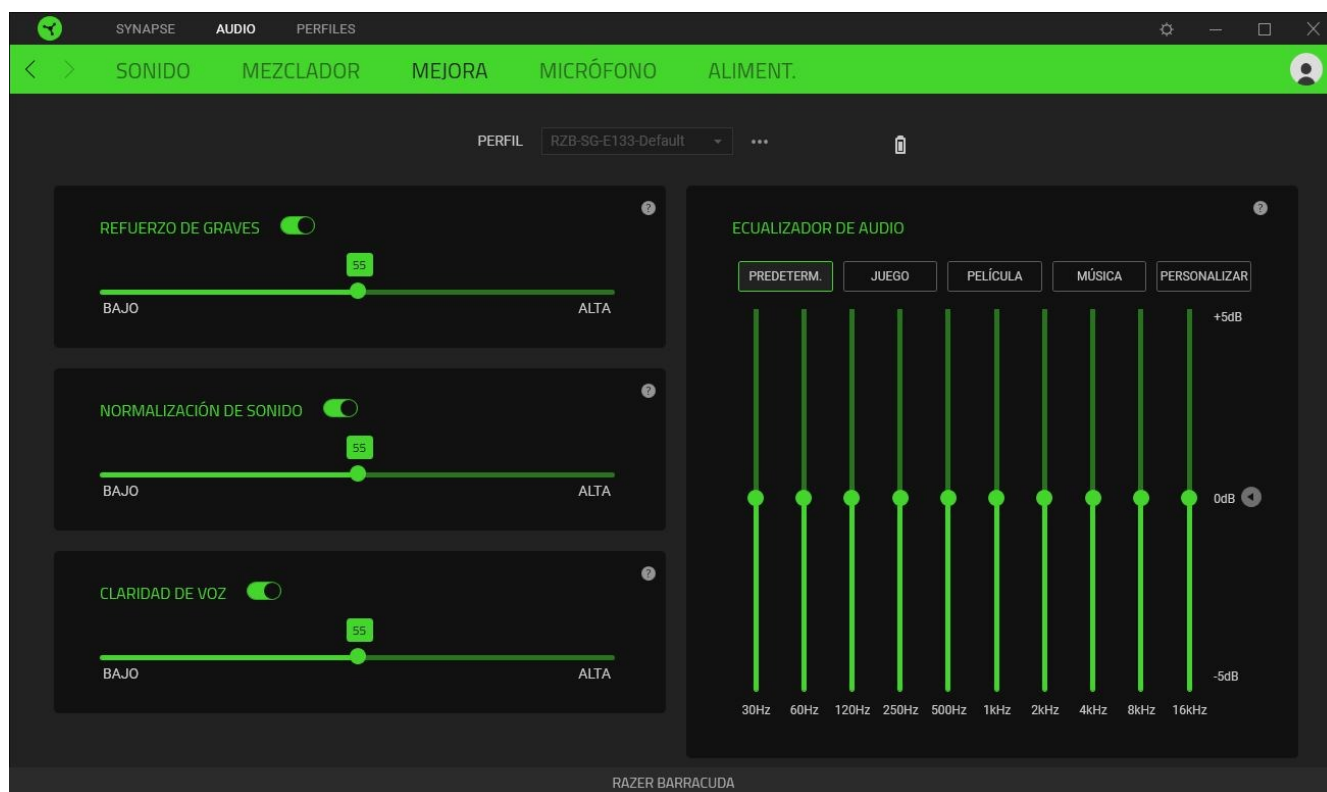 SYNAPSE AUDIO PERFILES
SONIDO MEZCLADOR MEJORA MICRÓFONO ALIMENT.
PERFIL RZB-SG-E133-Default
REFUERZO DE GRAVES
55
BAJO ALTA
NORMALIZACIÓN DE SONIDO
55
BAJO ALTA
CLARIDAD DE VOZ
55
BAJO ALTA
ECUALIZADOR DE AUDIO
PREDETERM. JUEGO PELÍCULA MÚSICA PERSONALIZAR
+5dB
0dB
-5dB
30Hz 60Hz 120Hz 250Hz 500Hz 1kHz 2kHz 4kHz 8kHz 16kHz
RAZER BARRACUDA